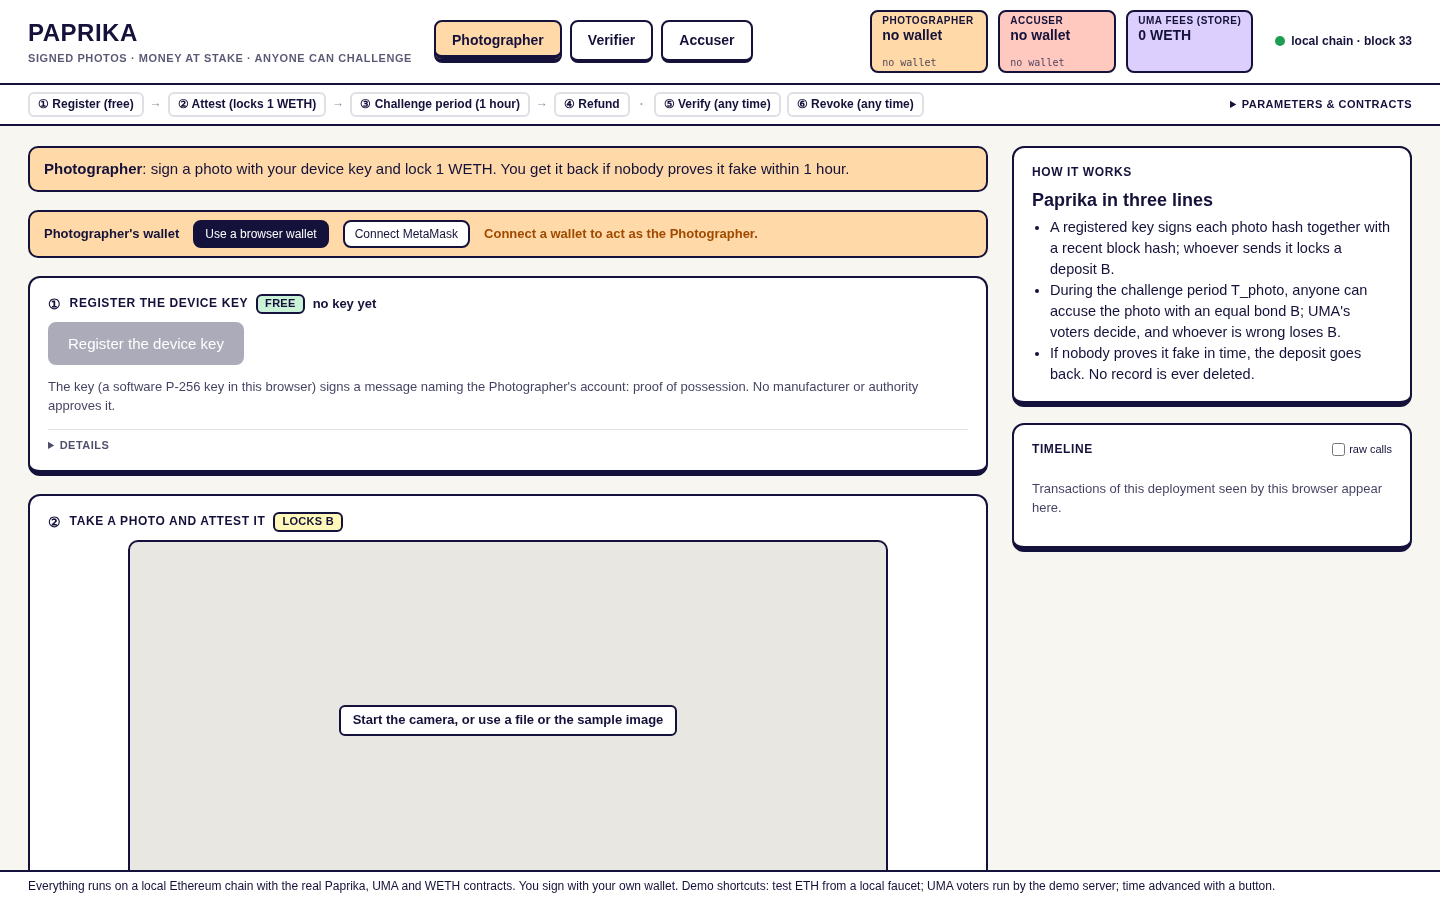 PAPRIKA
SIGNED PHOTOS · MONEY AT STAKE · ANYONE CAN CHALLENGE
Photographer
Verifier
Accuser
PHOTOGRAPHER
no wallet
no wallet
ACCUSER
no wallet
no wallet
UMA FEES (STORE)
0 WETH
local chain · block 33
① Register (free) → ② Attest (locks 1 WETH) → ③ Challenge period (1 hour) → ④ Refund · ⑤ Verify (any time) ⑥ Revoke (any time)
▶ PARAMETERS & CONTRACTS
Photographer: sign a photo with your device key and lock 1 WETH. You get it back if nobody proves it fake within 1 hour.
Photographer's wallet
Use a browser wallet
Connect MetaMask
Connect a wallet to act as the Photographer.
① REGISTER THE DEVICE KEY FREE no key yet
Register the device key
The key (a software P-256 key in this browser) signs a message naming the Photographer's account: proof of possession. No manufacturer or authority
approves it.
▶ DETAILS
② TAKE A PHOTO AND ATTEST IT LOCKS B
Start the camera, or use a file or the sample image
HOW IT WORKS
Paprika in three lines
• A registered key signs each photo hash together with
a recent block hash; whoever sends it locks a
deposit B.
• During the challenge period T_photo, anyone can
accuse the photo with an equal bond B; UMA's
voters decide, and whoever is wrong loses B.
• If nobody proves it fake in time, the deposit goes
back. No record is ever deleted.
TIMELINE
raw calls
Transactions of this deployment seen by this browser appear
here.
Everything runs on a local Ethereum chain with the real Paprika, UMA and WETH contracts. You sign with your own wallet. Demo shortcuts: test ETH from a local faucet; UMA voters run by the demo server; time advanced with a button.